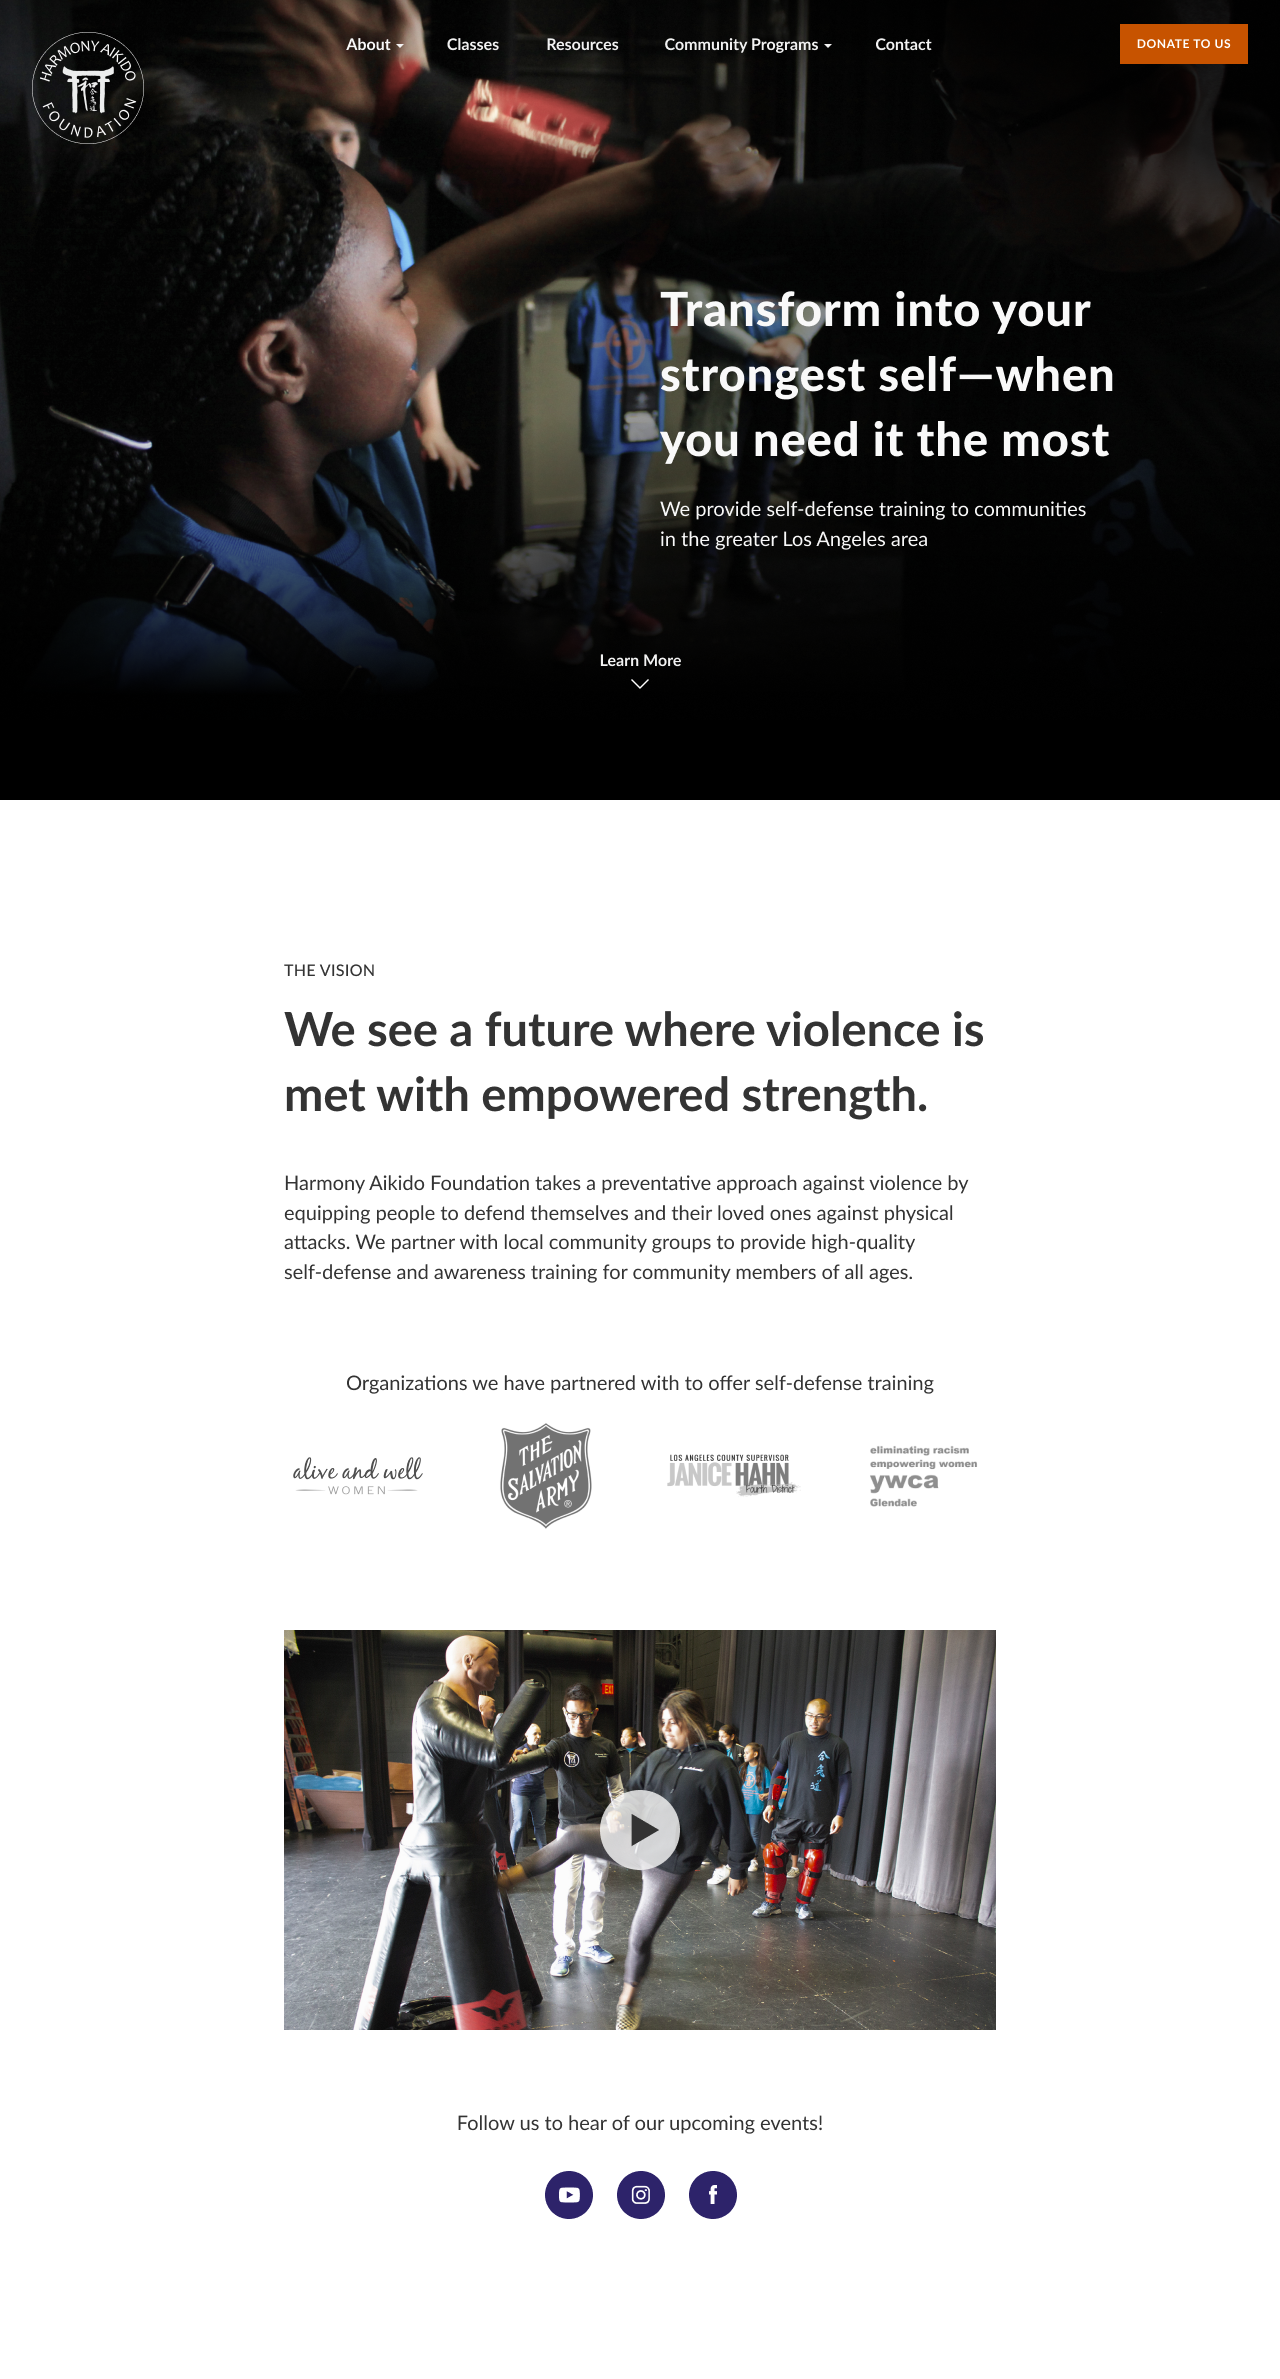 HARMONY AIKIDO
FOUNDATION
About
Classes
Resources
Community Programs
Contact
DONATE TO US
Transform into your
strongest self—when
you need it the most
We provide self-defense training to communities
in the greater Los Angeles area
Learn More
THE VISION
We see a future where violence is
met with empowered strength.
Harmony Aikido Foundation takes a preventative approach against violence by
equipping people to defend themselves and their loved ones against physical
attacks. We partner with local community groups to provide high-quality
self-defense and awareness training for community members of all ages.
Organizations we have partnered with to offer self-defense training
alive and well
WOMEN
THE
SALVATION
ARMY®
LOS ANGELES COUNTY SUPERVISOR
JANICE HAHN
Fourth District
eliminating racism
empowering women
ywca
Glendale
合
氣
道
Follow us to hear of our upcoming events!